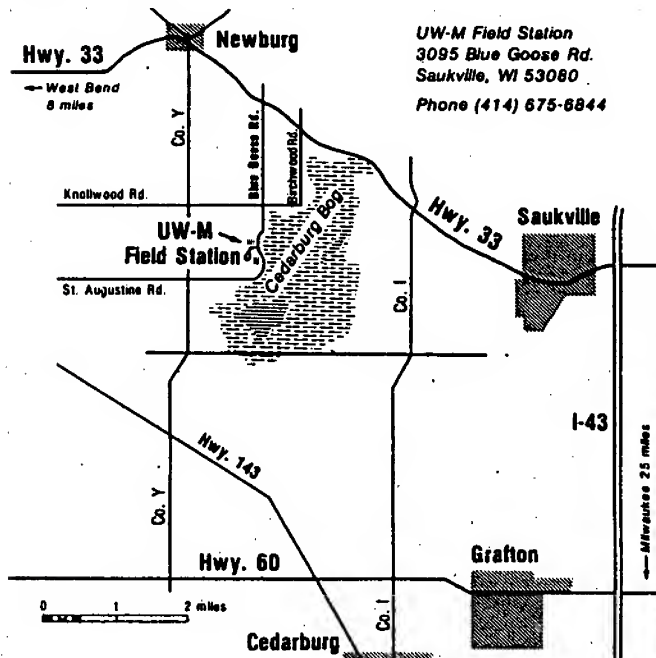 Hwy. 33
Newburg
UW-M Field Station
3095 Blue Goose Rd.
Saukville, WI 53080
Phone (414) 675-6844
←West Bend
8 miles
Co. Y
Blue Goose Rd.
Birchwood Rd.
Knollwood Rd.
Cedarburg Bog
Hwy. 33
Saukville
UW-M
Field Station
St. Augustine Rd.
Co. I
I-43
Hwy. 143
Co. Y
←Milwaukee 25 miles
Grafton
Hwy. 60
0 1 2 miles
Co. I
Cedarburg